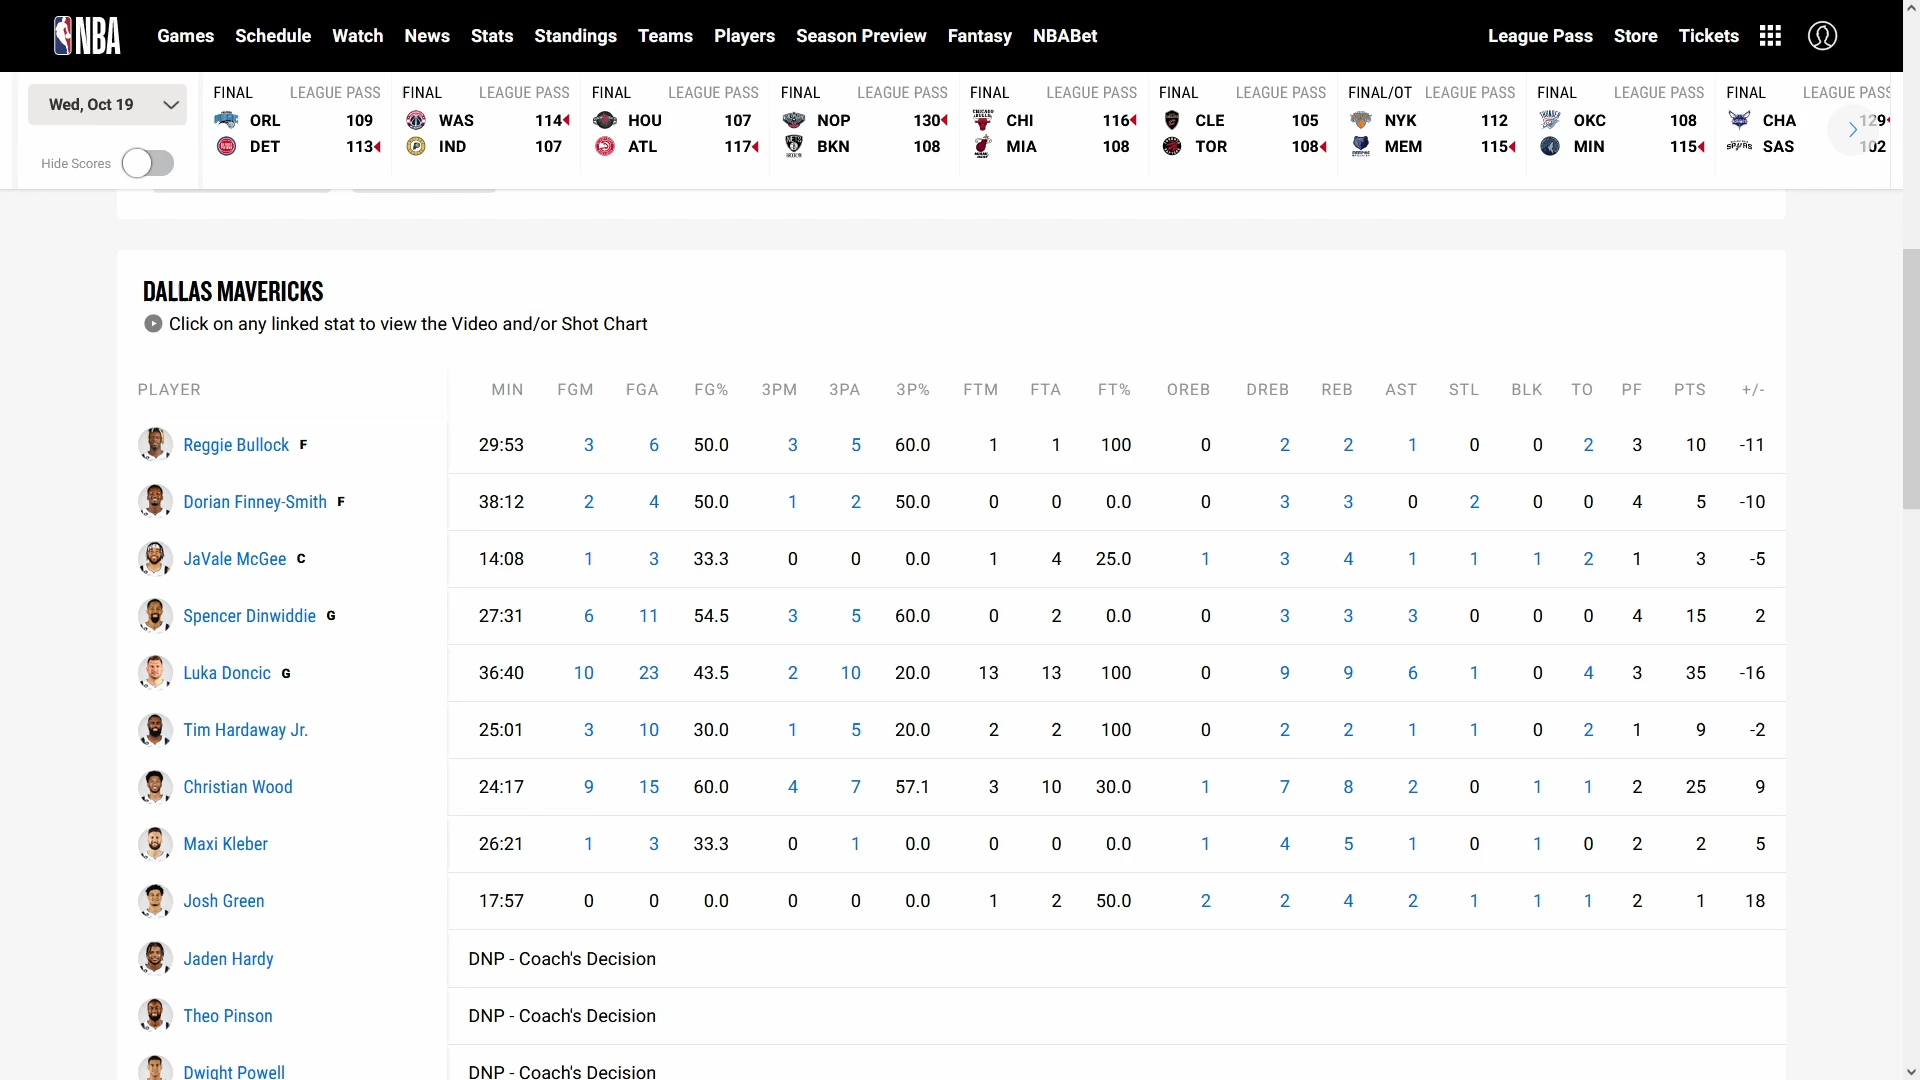 NBA Games Schedule Watch News Stats Standings Teams Players Season Preview Fantasy NBABet League Pass Store Tickets
Wed, Oct 19
Hide Scores
FINAL LEAGUE PASS
ORL 109
DET 113
FINAL LEAGUE PASS
WAS 114
IND 107
FINAL LEAGUE PASS
HOU 107
ATL 117
FINAL LEAGUE PASS
NOP 130
BKN 108
FINAL LEAGUE PASS
CHI 116
MIA 108
FINAL LEAGUE PASS
CLE 105
TOR 108
FINAL/OT LEAGUE PASS
NYK 112
MEM 115
FINAL LEAGUE PASS
OKC 108
MIN 115
FINAL LEAGUE PASS
CHA 129
SAS 102
DALLAS MAVERICKS
Click on any linked stat to view the Video and/or Shot Chart
PLAYER MIN FGM FGA FG% 3PM 3PA 3P% FTM FTA FT% OREB DREB REB AST STL BLK TO PF PTS +/-
Reggie Bullock F 29:53 3 6 50.0 3 5 60.0 1 1 100 0 2 2 1 0 0 2 3 10 -11
Dorian Finney-Smith F 38:12 2 4 50.0 1 2 50.0 0 0 0.0 0 3 3 0 2 0 0 4 5 -10
JaVale McGee C 14:08 1 3 33.3 0 0 0.0 1 4 25.0 1 3 4 1 1 1 2 1 3 -5
Spencer Dinwiddie G 27:31 6 11 54.5 3 5 60.0 0 2 0.0 0 3 3 3 0 0 0 4 15 2
Luka Doncic G 36:40 10 23 43.5 2 10 20.0 13 13 100 0 9 9 6 1 0 4 3 35 -16
Tim Hardaway Jr. 25:01 3 10 30.0 1 5 20.0 2 2 100 0 2 2 1 1 0 2 1 9 -2
Christian Wood 24:17 9 15 60.0 4 7 57.1 3 10 30.0 1 7 8 2 0 1 1 2 25 9
Maxi Kleber 26:21 1 3 33.3 0 1 0.0 0 0 0.0 1 4 5 1 0 1 0 2 2 5
Josh Green 17:57 0 0 0.0 0 0 0.0 1 2 50.0 2 2 4 2 1 1 1 2 1 18
Jaden Hardy DNP - Coach's Decision
Theo Pinson DNP - Coach's Decision
Dwight Powell DNP - Coach's Decision